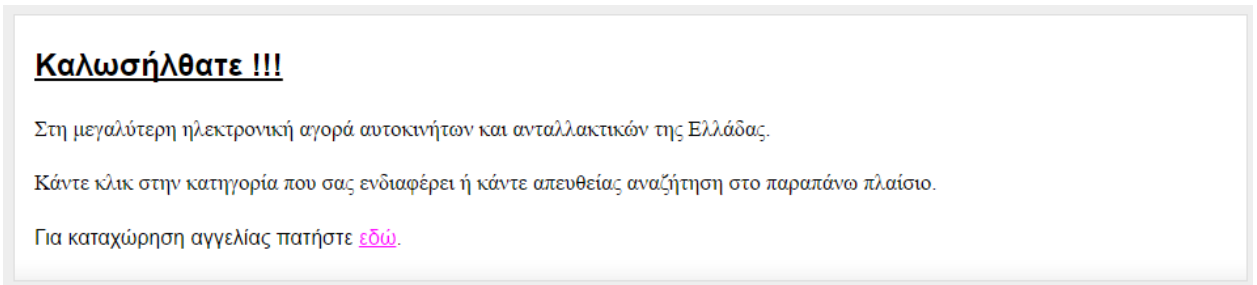 Καλωσήλθατε !!!
Στη μεγαλύτερη ηλεκτρονική αγορά αυτοκινήτων και ανταλλακτικών της Ελλάδας.
Κάντε κλικ στην κατηγορία που σας ενδιαφέρει ή κάντε απευθείας αναζήτηση στο παραπάνω πλαίσιο.
Για καταχώρηση αγγελίας πατήστε εδώ.